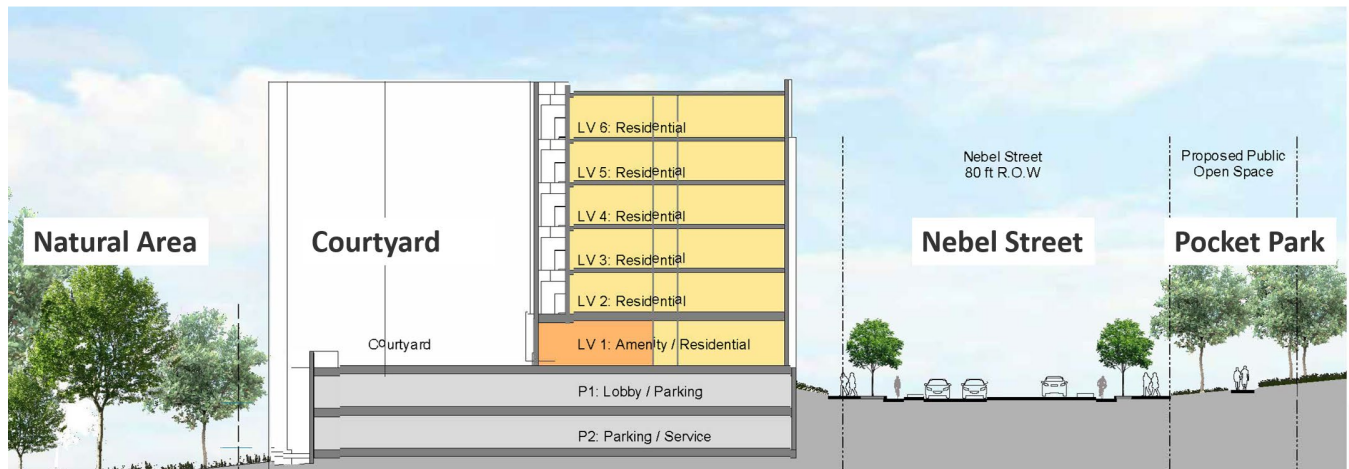 Natural Area
Courtyard
Courtyard
LV 6: Residential
LV 5: Residential
LV 4: Residential
LV 3: Residential
LV 2: Residential
LV 1: Amenity / Residential
P1: Lobby / Parking
P2: Parking / Service
Nebel Street
80 ft R.O.W
Nebel Street
Proposed Public
Open Space
Pocket Park